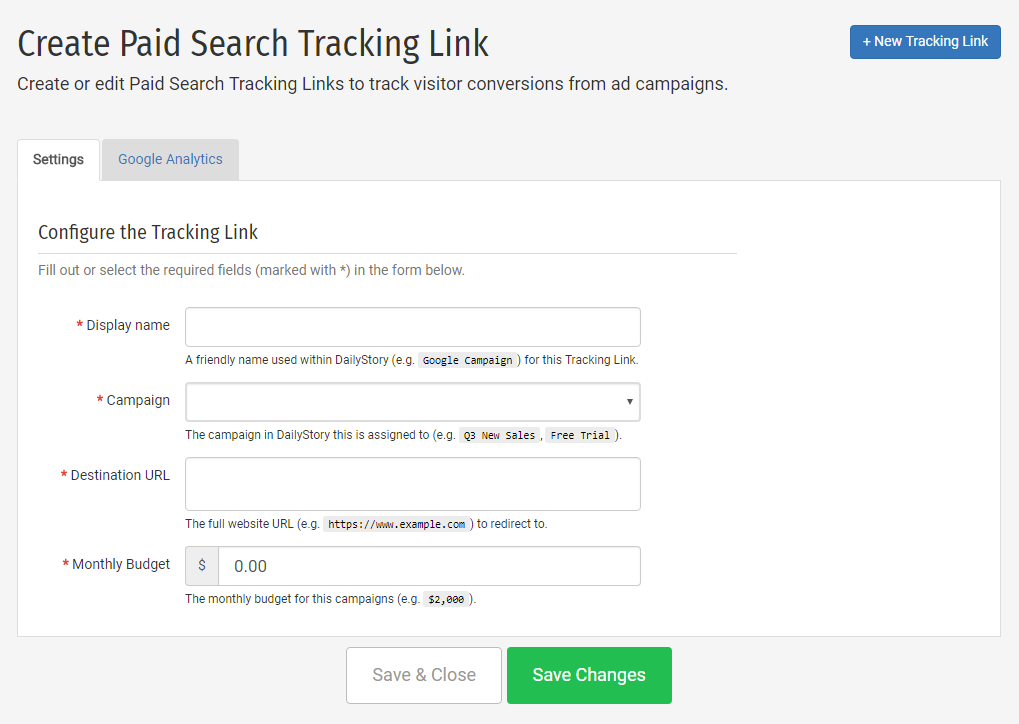 Create Paid Search Tracking Link
+ New Tracking Link
Create or edit Paid Search Tracking Links to track visitor conversions from ad campaigns.
Settings
Google Analytics
Configure the Tracking Link
Fill out or select the required fields (marked with *) in the form below.
* Display name
A friendly name used within DailyStory (e.g. Google Campaign ) for this Tracking Link.
* Campaign
The campaign in DailyStory this is assigned to (e.g. Q3 New Sales , Free Trial ).
* Destination URL
The full website URL (e.g. https://www.example.com ) to redirect to.
* Monthly Budget
$ 0.00
The monthly budget for this campaigns (e.g. $2,000 ).
Save & Close
Save Changes